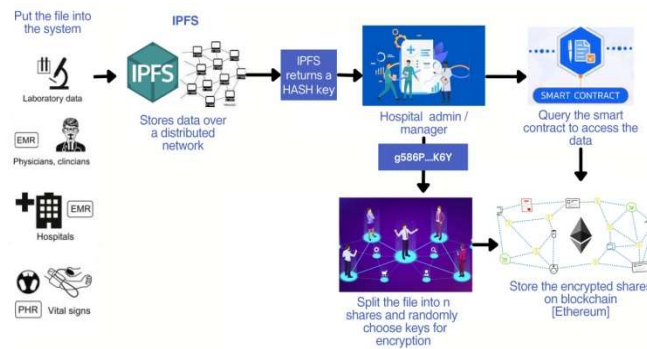 Put the file into
the system
Laboratory data
EMR
Physicians, clincians
EMR
Hospitals
PHR
Vital signs
IPFS
IPFS
Stores data over
a distributed
network
IPFS
returns a
HASH key
Hospital admin /
manager
g586P....K6Y
Split the file into n
shares and randomly
choose keys for
encryption
SMART CONTRACT
Query the smart
contract to access the
data
Store the encrypted shares
on blockchain
[Ethereum]